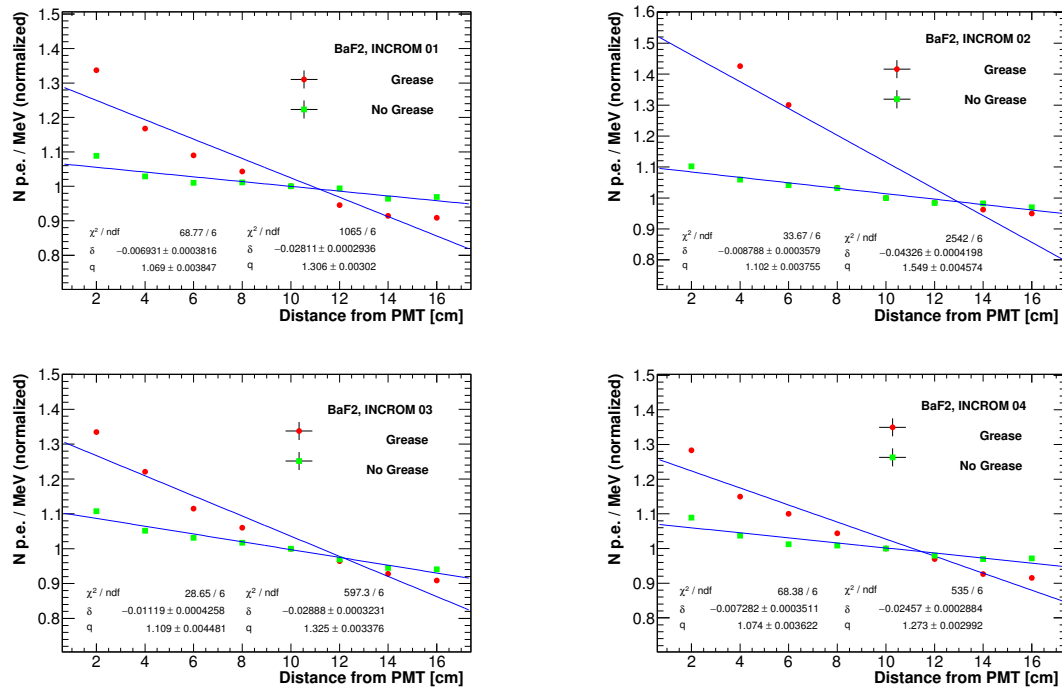 N p.e. / MeV (normalized)
1.5
1.4
1.3
1.2
1.1
1
0.9
0.8
BaF2, INCROM 01
Grease
No Grease
χ² / ndf 68.77 / 6
δ −0.006931 ± 0.0003816
q 1.069 ± 0.003847
χ² / ndf 1065 / 6
δ −0.02811 ± 0.0002936
q 1.306 ± 0.00302
2 4 6 8 10 12 14 16
Distance from PMT [cm]
N p.e. / MeV (normalized)
1.6
1.5
1.4
1.3
1.2
1.1
1
0.9
0.8
BaF2, INCROM 02
Grease
No Grease
χ² / ndf 33.67 / 6
δ −0.008788 ± 0.0003579
q 1.102 ± 0.003755
χ² / ndf 2542 / 6
δ −0.04326 ± 0.0004198
q 1.549 ± 0.004574
2 4 6 8 10 12 14 16
Distance from PMT [cm]
N p.e. / MeV (normalized)
1.5
1.4
1.3
1.2
1.1
1
0.9
0.8
BaF2, INCROM 03
Grease
No Grease
χ² / ndf 28.65 / 6
δ −0.01119 ± 0.0004258
q 1.109 ± 0.004481
χ² / ndf 597.3 / 6
δ −0.02888 ± 0.0003231
q 1.325 ± 0.003376
2 4 6 8 10 12 14 16
Distance from PMT [cm]
N p.e. / MeV (normalized)
1.5
1.4
1.3
1.2
1.1
1
0.9
0.8
BaF2, INCROM 04
Grease
No Grease
χ² / ndf 68.38 / 6
δ −0.007282 ± 0.0003511
q 1.074 ± 0.003622
χ² / ndf 535 / 6
δ −0.02457 ± 0.0002884
q 1.273 ± 0.002992
2 4 6 8 10 12 14 16
Distance from PMT [cm]